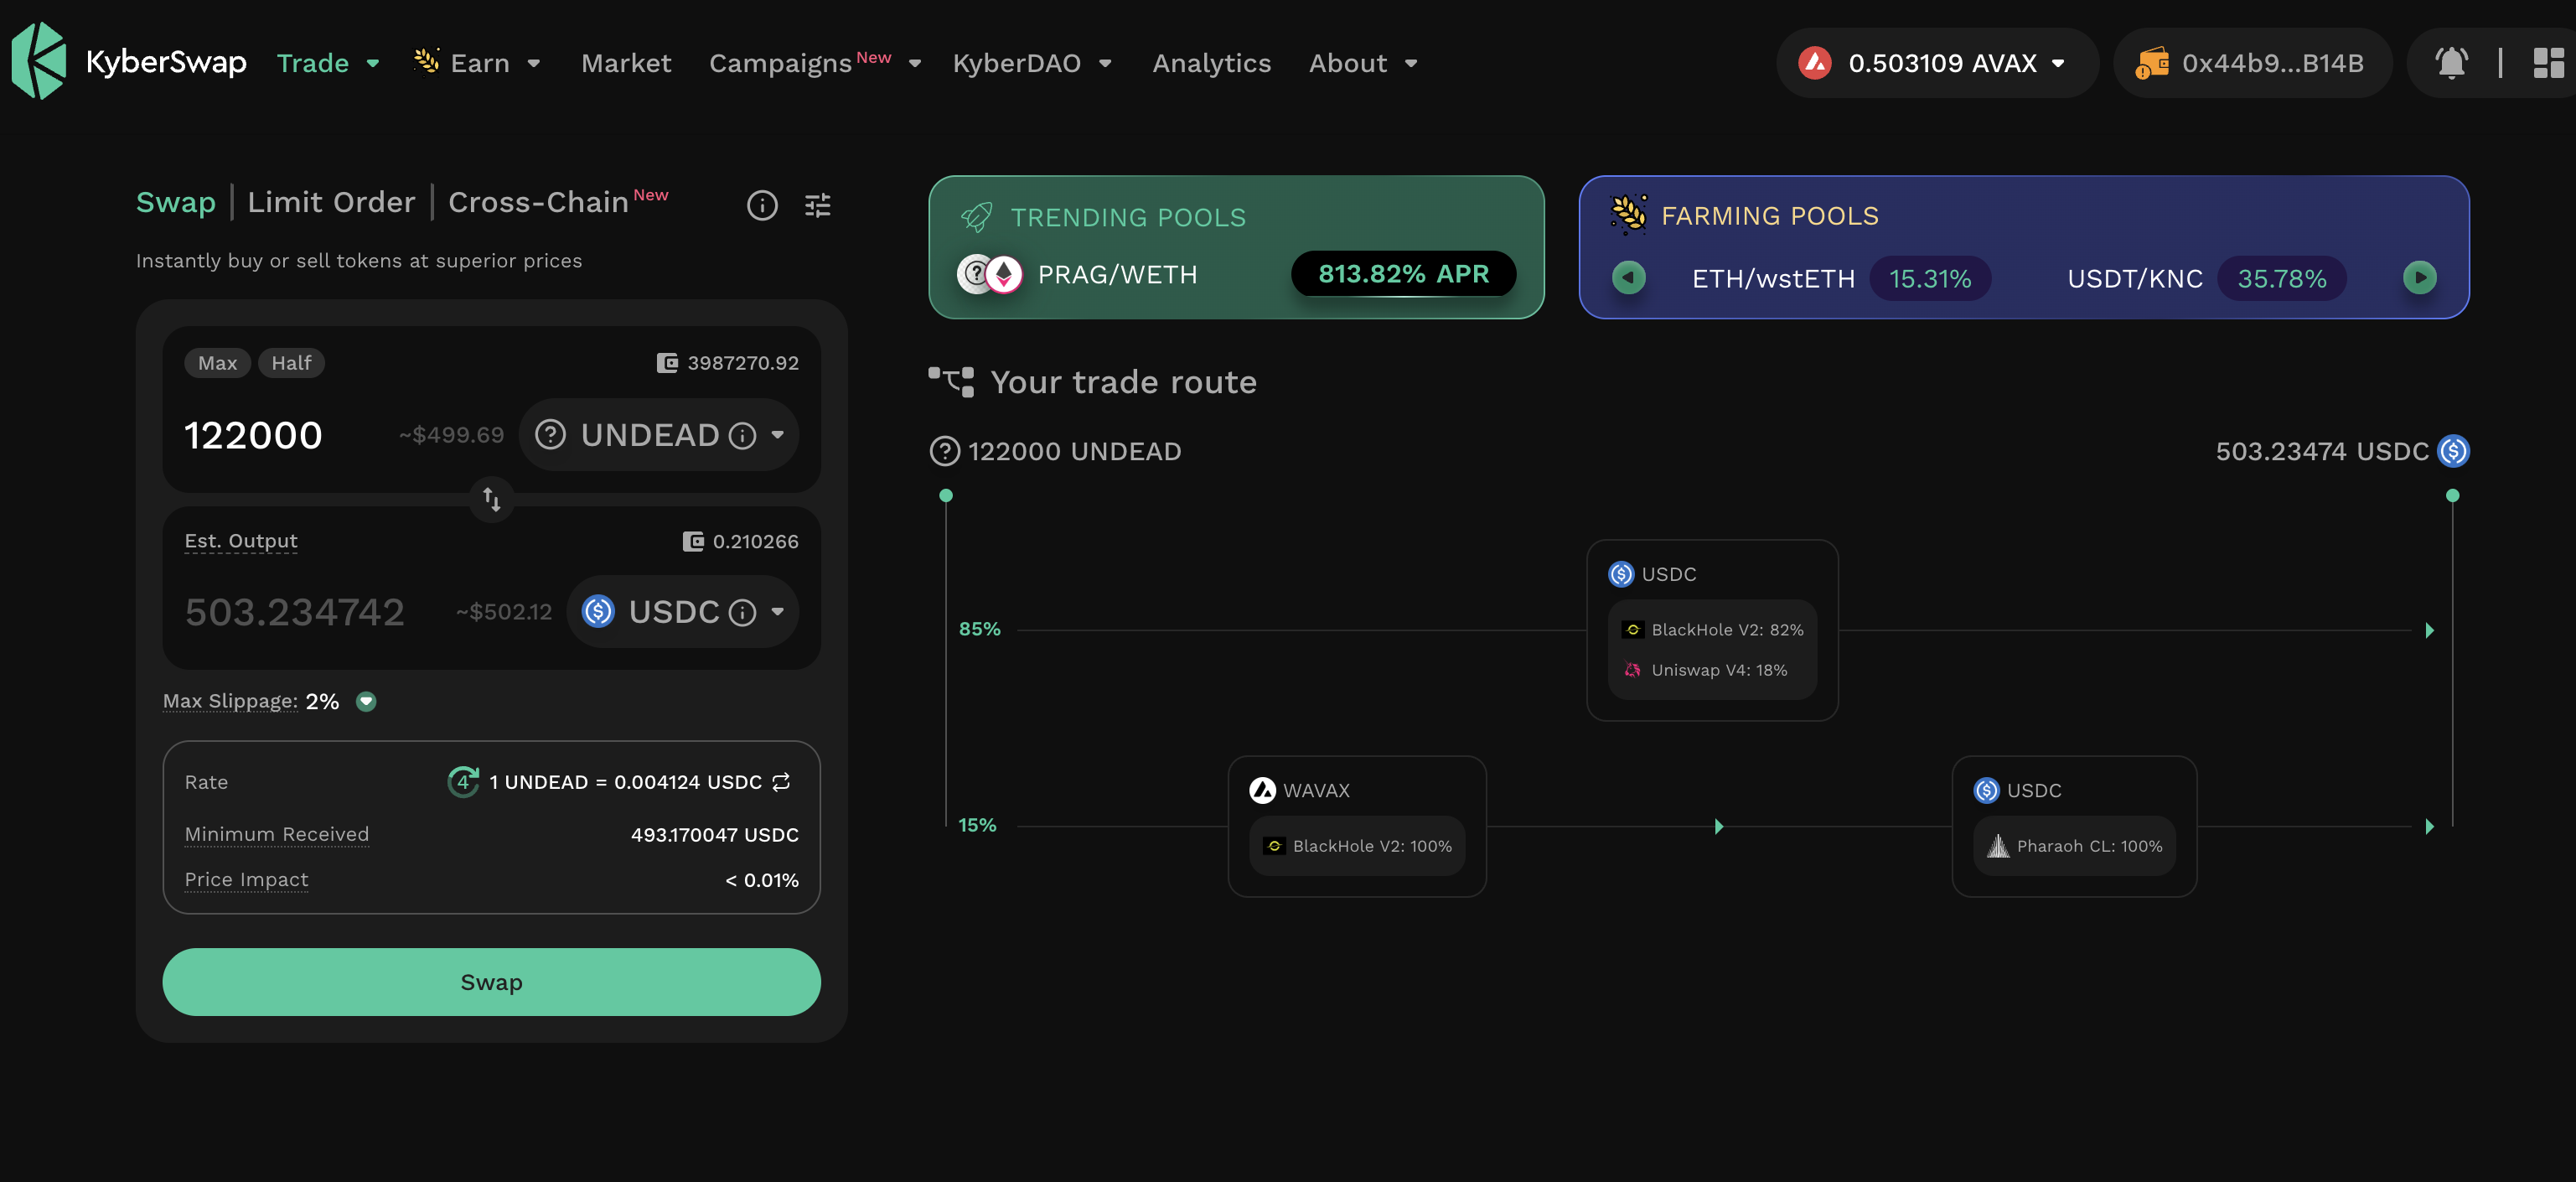 KyberSwap Trade Earn Market Campaigns New KyberDAO Analytics About 0.503109 AVAX 0x44b9...B14B
Swap | Limit Order | Cross-Chain New
Instantly buy or sell tokens at superior prices
Max Half 3987270.92
122000 ~$499.69 UNDEAD
Est. Output 0.210266
503.234742 ~$502.12 USDC
Max Slippage: 2%
Rate 4 1 UNDEAD = 0.004124 USDC
Minimum Received 493.170047 USDC
Price Impact < 0.01%
Swap
TRENDING POOLS
PRAG/WETH 813.82% APR
FARMING POOLS
ETH/wstETH 15.31% USDT/KNC 35.78%
Your trade route
122000 UNDEAD 503.23474 USDC
85%
USDC
BlackHole V2: 82%
Uniswap V4: 18%
15%
WAVAX
BlackHole V2: 100%
USDC
Pharaoh CL: 100%